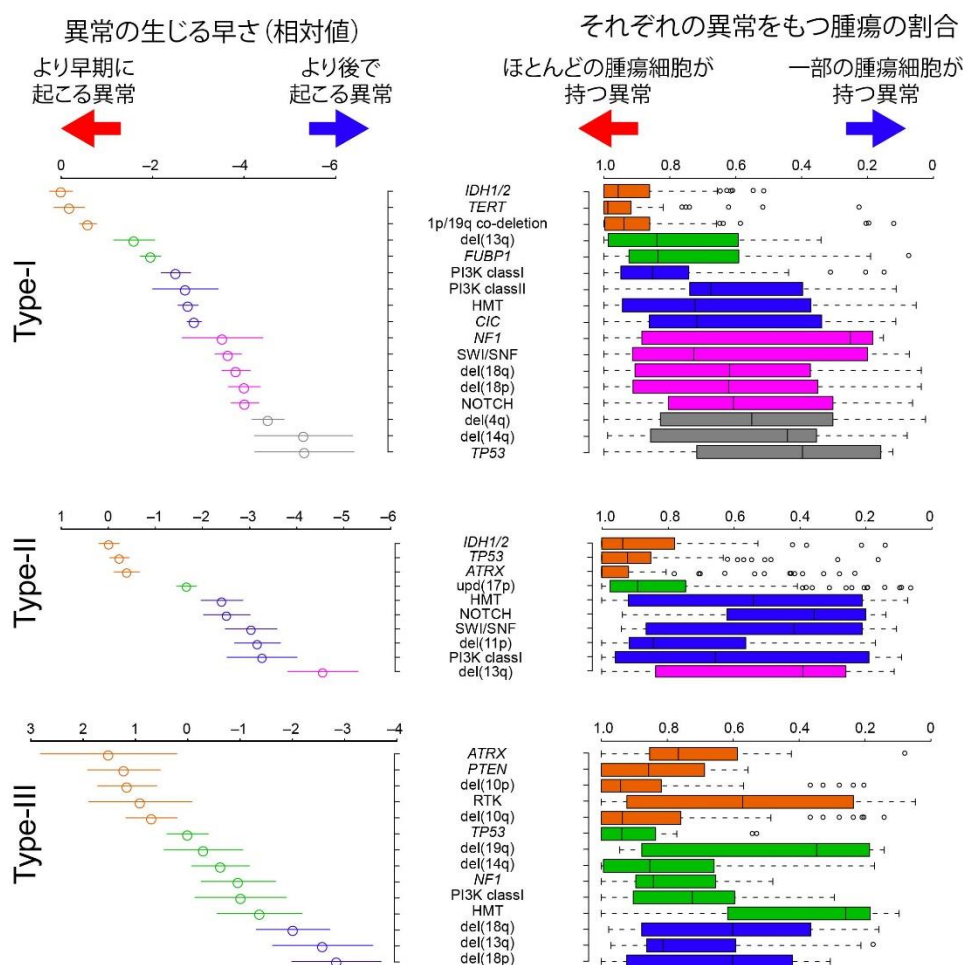 異常の生じる早さ(相対値)
それぞれの異常をもつ腫瘍の割合
より早期に
起こる異常
より後で
起こる異常
ほとんどの腫瘍細胞が
持つ異常
一部の腫瘍細胞が
持つ異常
0 −2 −4 −6
1.0 0.8 0.6 0.4 0.2 0
Type-I
IDH1/2
TERT
1p/19q co-deletion
del(13q)
FUBP1
PI3K classI
PI3K classII
HMT
CIC
NF1
SWI/SNF
del(18q)
del(18p)
NOTCH
del(4q)
del(14q)
TP53
1 0 −1 −2 −3 −4 −5 −6
1.0 0.8 0.6 0.4 0.2 0
Type-II
IDH1/2
TP53
ATRX
upd(17p)
HMT
NOTCH
SWI/SNF
del(11p)
PI3K classI
del(13q)
3 2 1 0 −1 −2 −3 −4
1.0 0.8 0.6 0.4 0.2 0
Type-III
ATRX
PTEN
del(10p)
RTK
del(10q)
TP53
del(19q)
del(14q)
NF1
PI3K classI
HMT
del(18q)
del(13q)
del(18p)